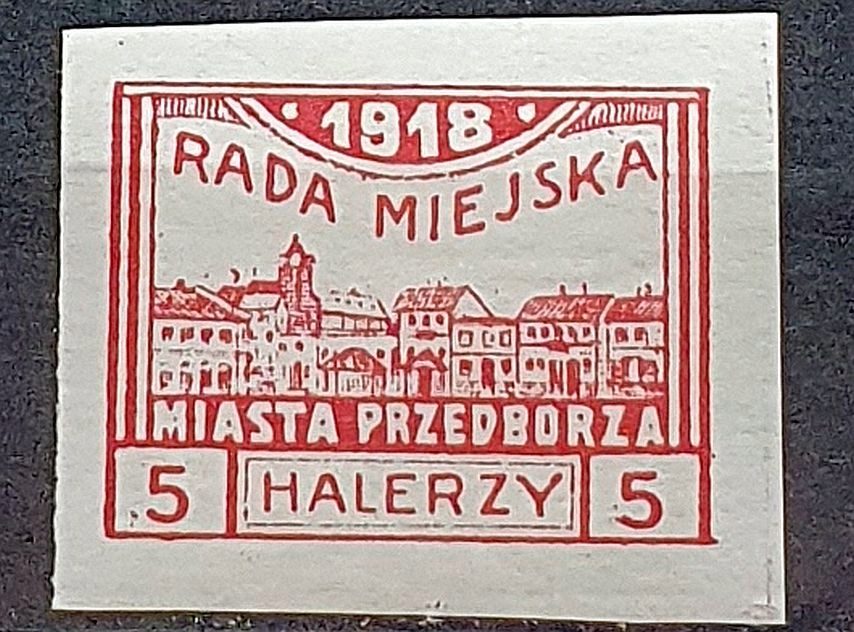 1918
RADA MIEJSKA
MIASTA PRZEDBORZA
5 HALERZY 5